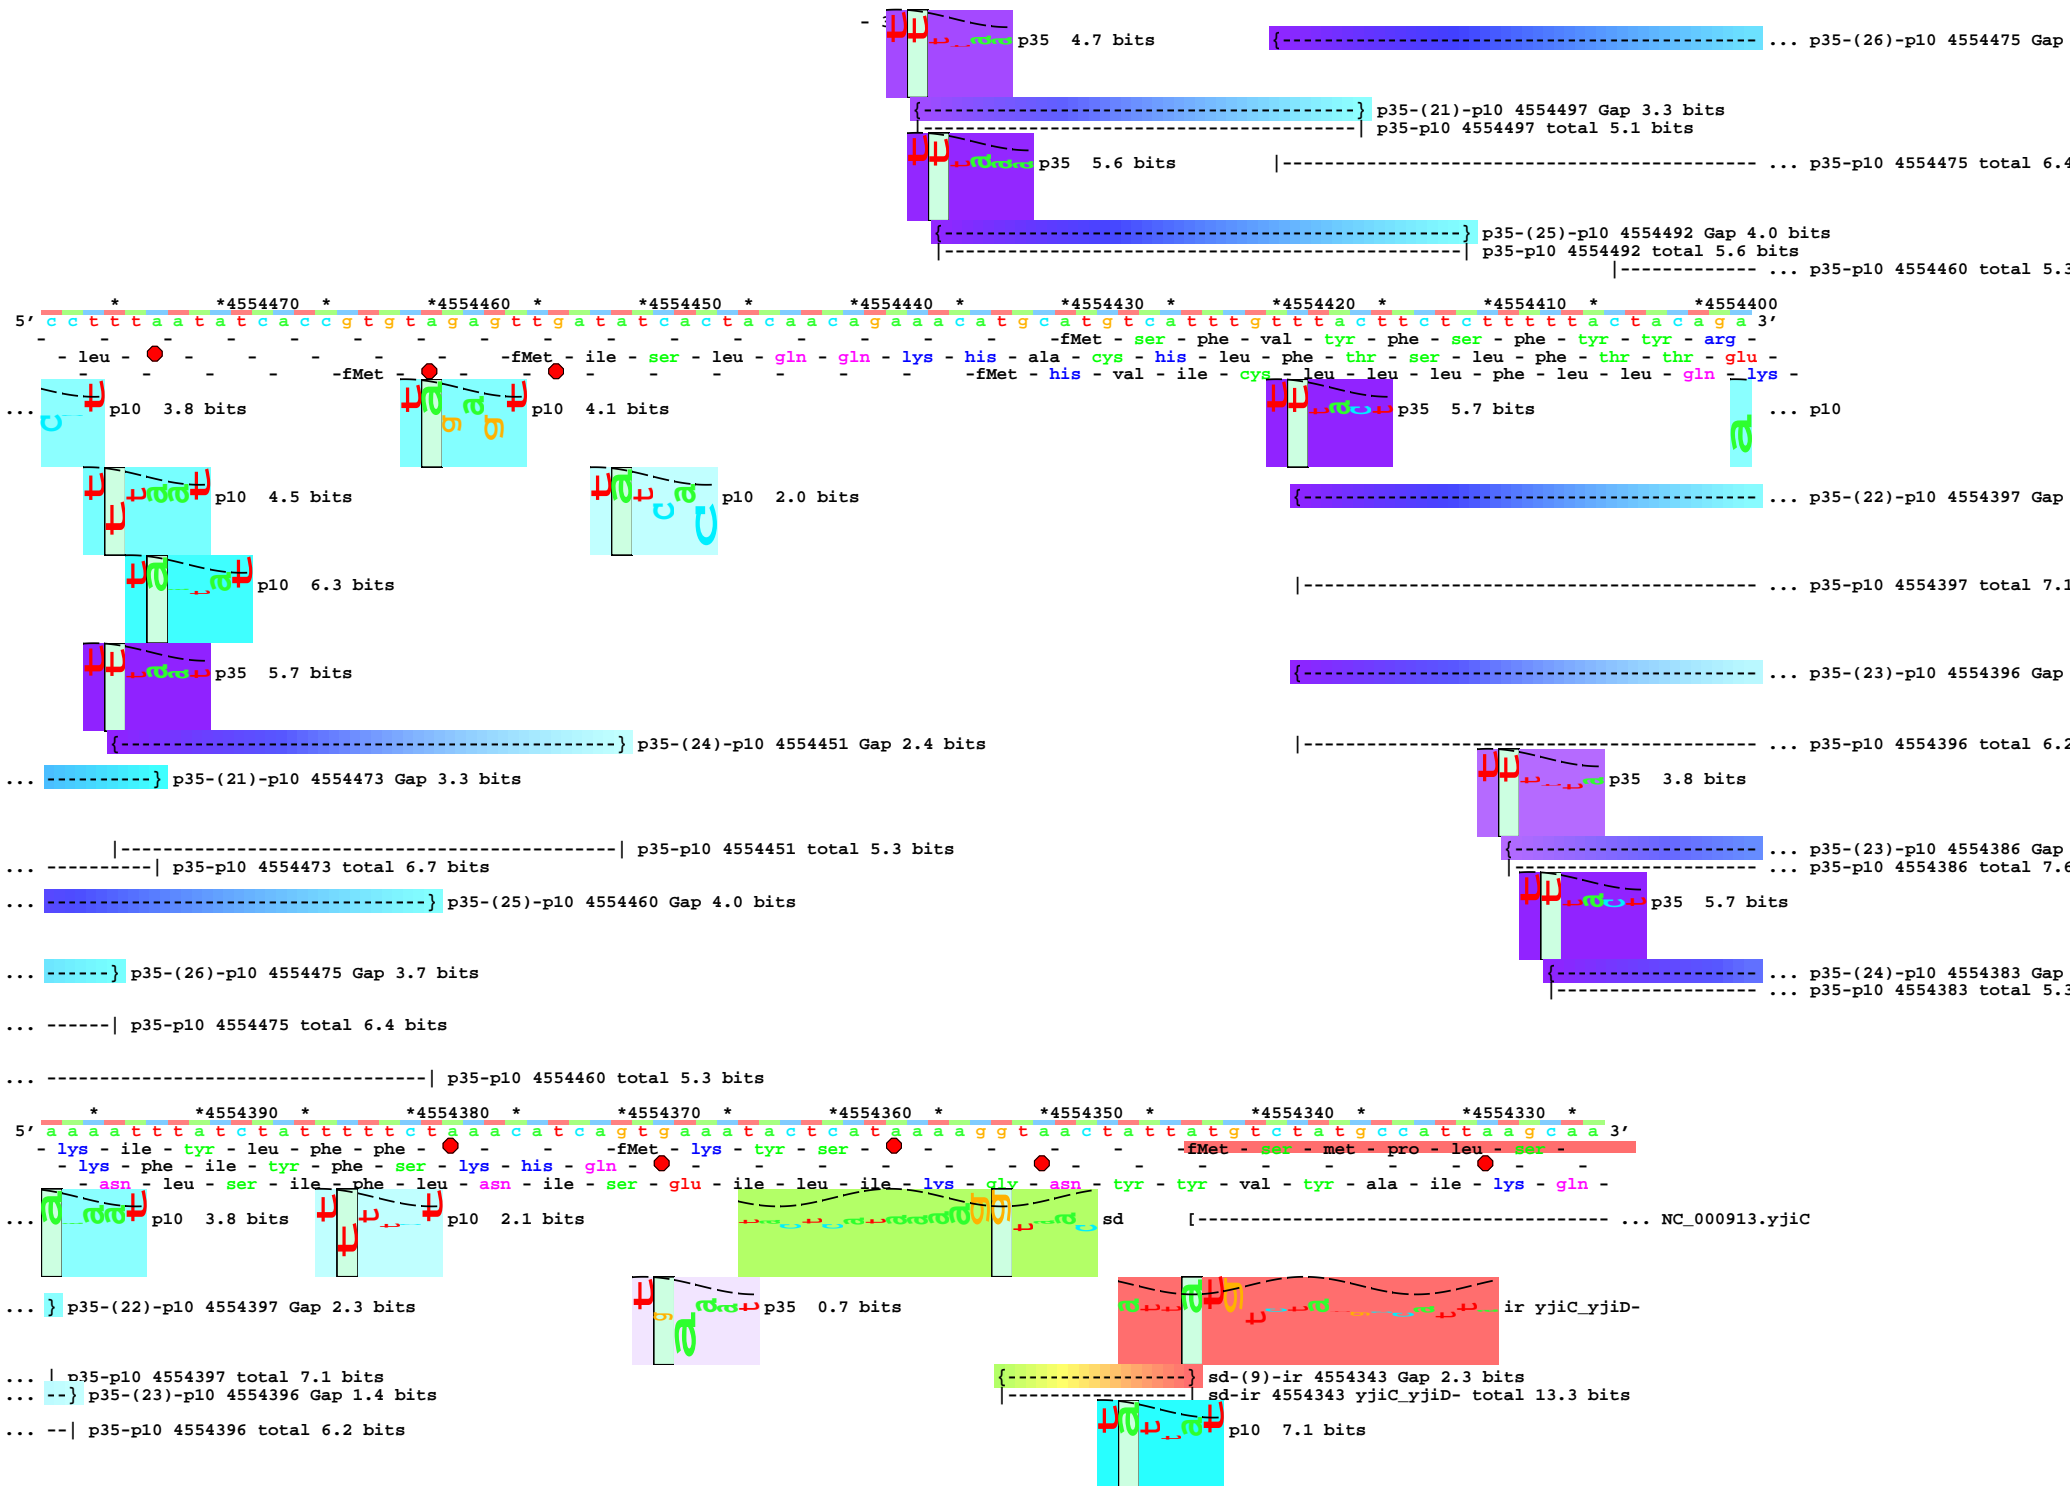 p35 4.7 bits
{---------------------------------------------- ... p35-(26)-p10 4554475 Gap
{------------------------------------------} p35-(21)-p10 4554497 Gap 3.3 bits
|------------------------------------------| p35-p10 4554497 total 5.1 bits
p35 5.6 bits
|---------------------------------------------- ... p35-p10 4554475 total 6.4
{--------------------------------------------------} p35-(25)-p10 4554492 Gap 4.0 bits
|--------------------------------------------------| p35-p10 4554492 total 5.6 bits
|------------- ... p35-p10 4554460 total 5.3
* *4554470 * *4554460 * *4554450 * *4554440 * *4554430 * *4554420 * *4554410 * *4554400
5' c c t t t a a t a t c a c c g t g t a g a g t t g a t a t c a c t a c a a c a g a a a c a t g c a t g t c a t t t g t t t a c t t c t c t t t t t a c t a c a g a 3'
-fMet - ser - phe - val - tyr - phe - ser - phe - tyr - tyr - arg -
- leu - -fMet - ile - ser - leu - gln - gln - lys - his - ala - cys - his - leu - phe - thr - ser - leu - phe - thr - thr - glu -
-fMet - -fMet - his - val - ile - cys - leu - leu - leu - phe - leu - leu - gln - lys -
... p10 3.8 bits p10 4.1 bits p35 5.7 bits ... p10
p10 4.5 bits p10 2.0 bits {-------------------------------------------- ... p35-(22)-p10 4554397 Gap
p10 6.3 bits |-------------------------------------------- ... p35-p10 4554397 total 7.1
p35 5.7 bits {-------------------------------------------- ... p35-(23)-p10 4554396 Gap
{-----------------------------------------------} p35-(24)-p10 4554451 Gap 2.4 bits |-------------------------------------------- ... p35-p10 4554396 total 6.2
... ----------} p35-(21)-p10 4554473 Gap 3.3 bits p35 3.8 bits
|-----------------------------------------------| p35-p10 4554451 total 5.3 bits {------------------------ ... p35-(23)-p10 4554386 Gap
... ----------| p35-p10 4554473 total 6.7 bits |------------------------ ... p35-p10 4554386 total 7.6
... ------------------------------------} p35-(25)-p10 4554460 Gap 4.0 bits p35 5.7 bits
... ------} p35-(26)-p10 4554475 Gap 3.7 bits {-------------------- ... p35-(24)-p10 4554383 Gap
|-------------------- ... p35-p10 4554383 total 5.3
... ------| p35-p10 4554475 total 6.4 bits
... ------------------------------------| p35-p10 4554460 total 5.3 bits
* *4554390 * *4554380 * *4554370 * *4554360 * *4554350 * *4554340 * *4554330 *
5' a a a a t t t a t c t a t t t t t c t a a a c a t c a g t g a a a t a c t c a t a a a a g g t a a c t a t t a t g t c t a t g c c a t t a a g c a a 3'
- lys - ile - tyr - leu - phe - phe - -fMet - lys - tyr - ser - -fMet - ser - met - pro - leu - ser -
- lys - phe - ile - tyr - phe - ser - lys - his - gln -
- asn - leu - ser - ile - phe - leu - asn - ile - ser - glu - ile - leu - ile - lys - gly - asn - tyr - tyr - val - tyr - ala - ile - lys - gln -
... p10 3.8 bits p10 2.1 bits sd [--------------------------------------- ... NC_000913.yjiC
... } p35-(22)-p10 4554397 Gap 2.3 bits p35 0.7 bits ir yjiC_yjiD-
... | p35-p10 4554397 total 7.1 bits {-----------------} sd-(9)-ir 4554343 Gap 2.3 bits
... --} p35-(23)-p10 4554396 Gap 1.4 bits |-----------------| sd-ir 4554343 yjiC_yjiD- total 13.3 bits
... --| p35-p10 4554396 total 6.2 bits p10 7.1 bits